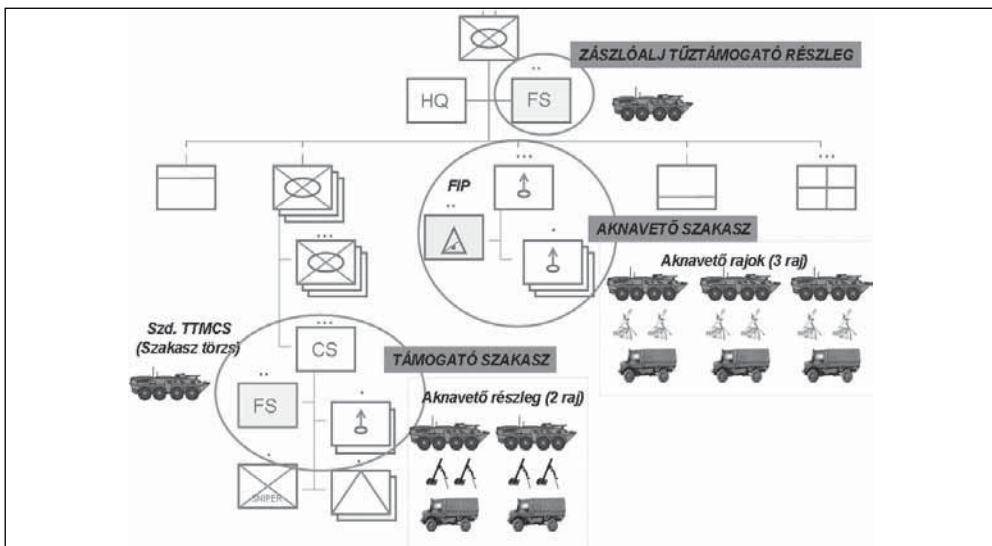 ZÁSZLÓALJ TŰZTÁMOGATÓ RÉSZLEG
HQ
FS
FIP
AKNAVETŐ SZAKASZ
Aknavető rajok (3 raj)
Szd. TTMCS
(Szakasz törzs)
CS
TÁMOGATÓ SZAKASZ
FS
Aknavető részleg (2 raj)
SNIPER